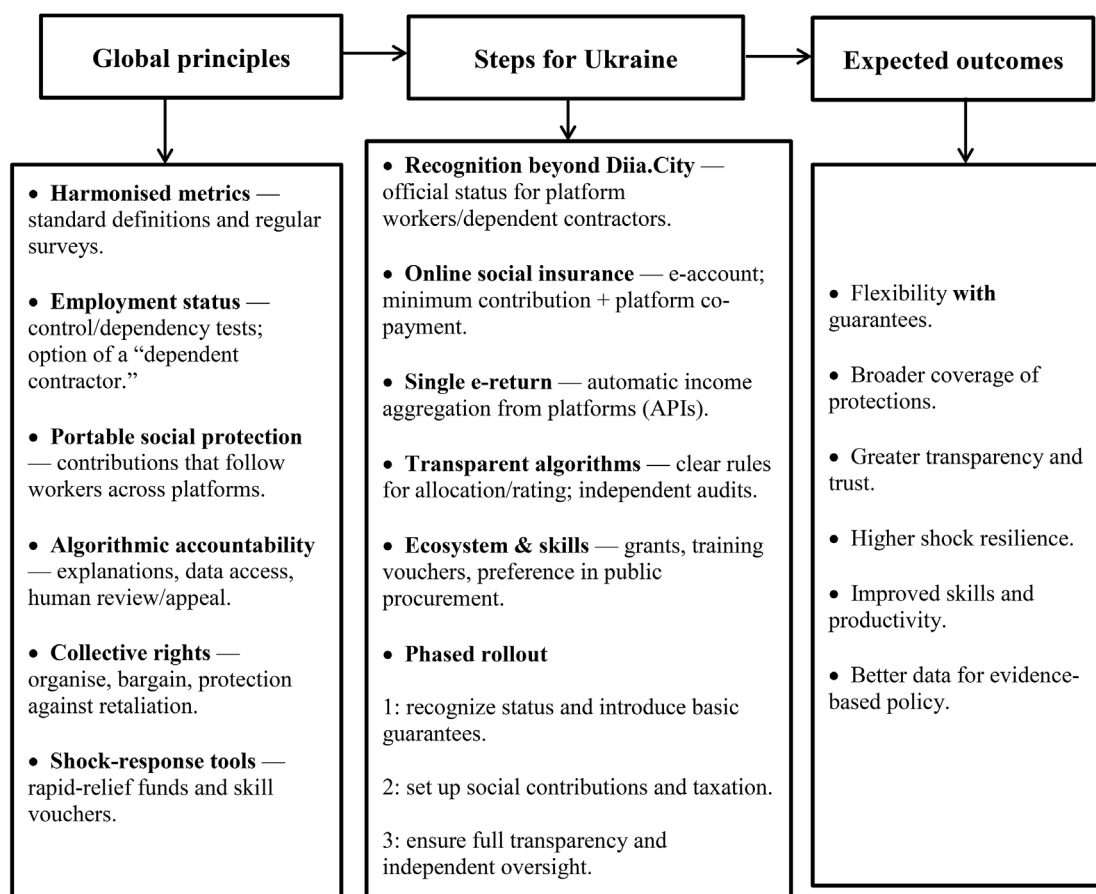 Global principles
Steps for Ukraine
Expected outcomes
• Harmonised metrics —
standard definitions and regular
surveys.
• Employment status —
control/dependency tests;
option of a “dependent
contractor.”
• Portable social protection
— contributions that follow
workers across platforms.
• Algorithmic accountability
— explanations, data access,
human review/appeal.
• Collective rights —
organise, bargain, protection
against retaliation.
• Shock-response tools —
rapid-relief funds and skill
vouchers.
• Recognition beyond Diia.City —
official status for platform
workers/dependent contractors.
• Online social insurance — e-account;
minimum contribution + platform co-
payment.
• Single e-return — automatic income
aggregation from platforms (APIs).
• Transparent algorithms — clear rules
for allocation/rating; independent audits.
• Ecosystem & skills — grants, training
vouchers, preference in public
procurement.
• Phased rollout
1: recognize status and introduce basic
guarantees.
2: set up social contributions and taxation.
3: ensure full transparency and
independent oversight.
• Flexibility with
guarantees.
• Broader coverage of
protections.
• Greater transparency and
trust.
• Higher shock resilience.
• Improved skills and
productivity.
• Better data for evidence-
based policy.